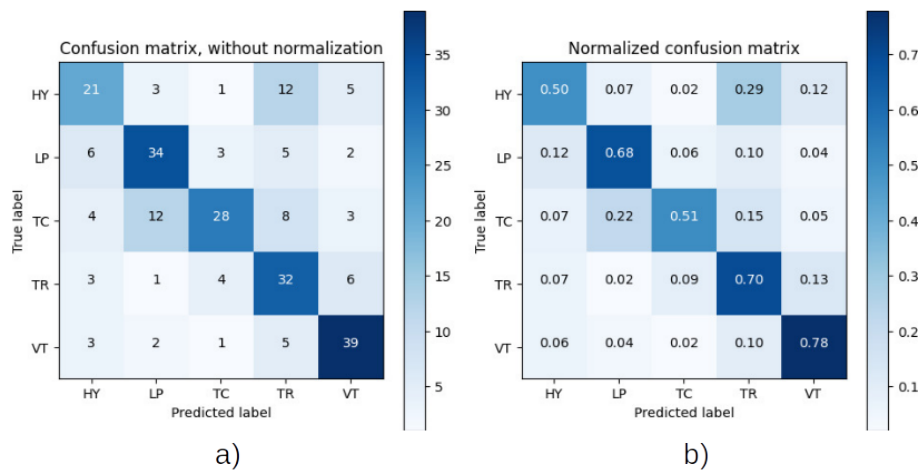 Confusion matrix, without normalization
HY 21 3 1 12 5
LP 6 34 3 5 2
TC 4 12 28 8 3
TR 3 1 4 32 6
VT 3 2 1 5 39
HY LP TC TR VT
True label
Predicted label
35
30
25
20
15
10
5
a)
Normalized confusion matrix
HY 0.50 0.07 0.02 0.29 0.12
LP 0.12 0.68 0.06 0.10 0.04
TC 0.07 0.22 0.51 0.15 0.05
TR 0.07 0.02 0.09 0.70 0.13
VT 0.06 0.04 0.02 0.10 0.78
HY LP TC TR VT
True label
Predicted label
0.7
0.6
0.5
0.4
0.3
0.2
0.1
b)